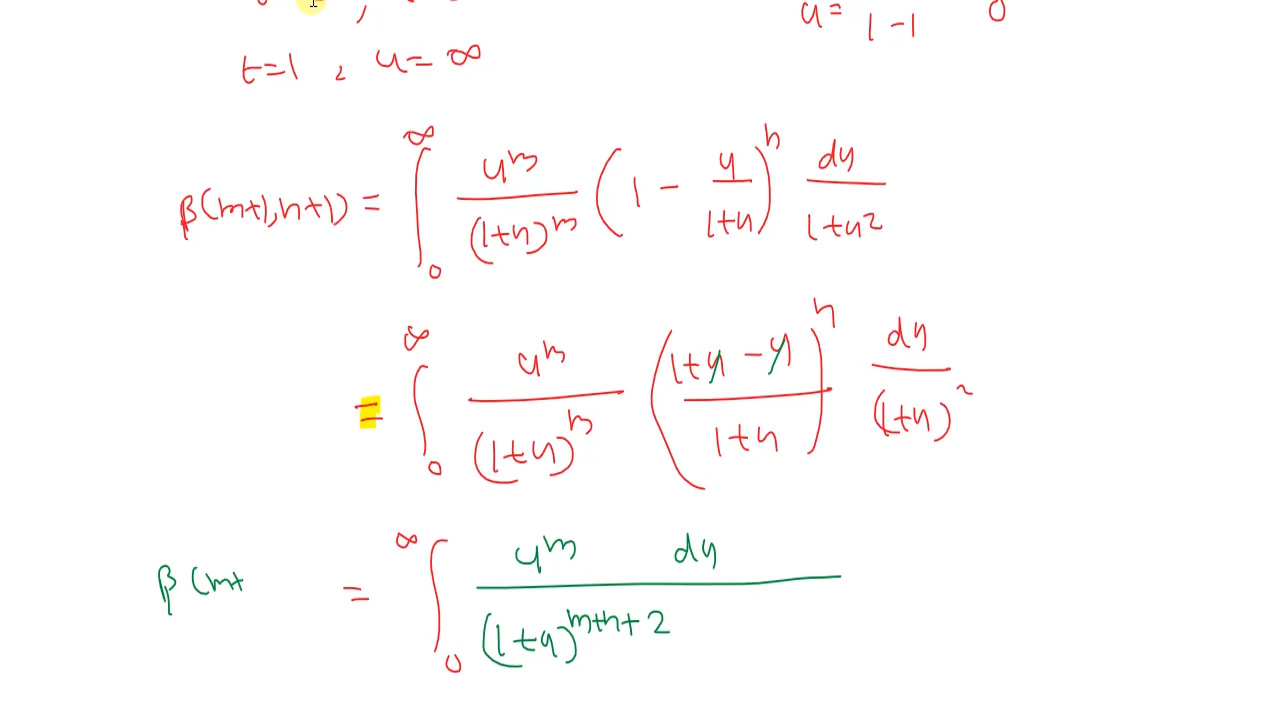 u = 1 - 1 0
t=1 , u = ∞
β(m+1, n+1) = ∫₀^∞ u^m / (1+u)^m (1 - u / 1+u)^n du / 1+u²
= ∫₀^∞ u^m / (1+u)^m (1+u - u / 1+u)^n du / (1+u)²
β(m+ = ∫₀^∞ u^m du / (1+u)^m+n+2